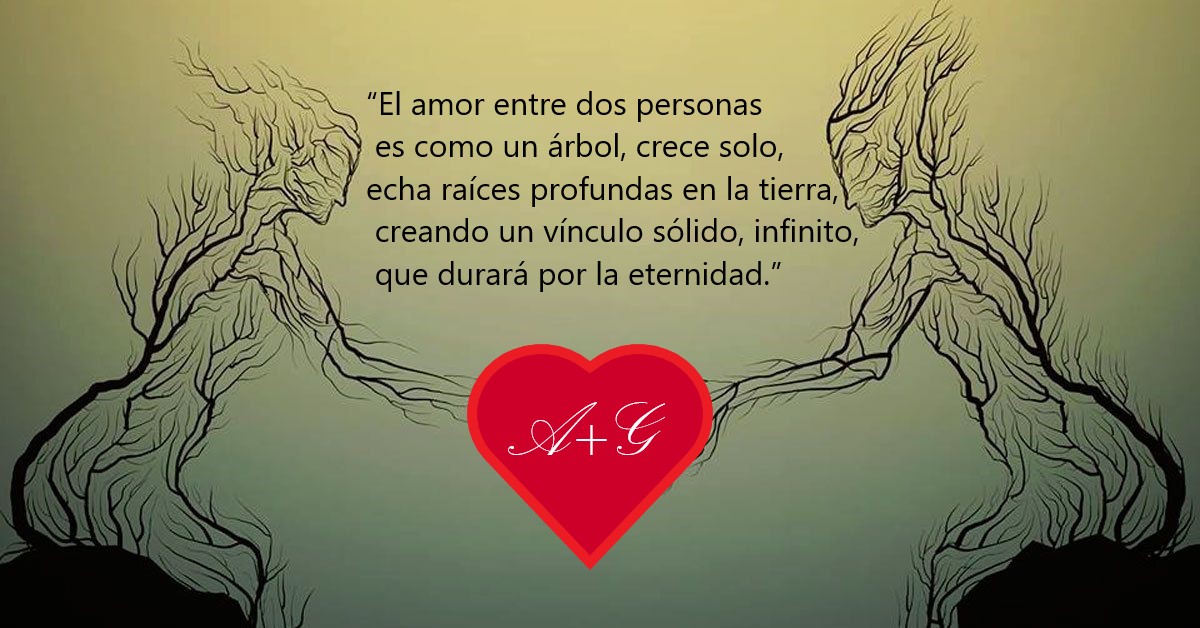 “El amor entre dos personas
es como un árbol, crece solo,
echa raíces profundas en la tierra,
creando un vínculo sólido, infinito,
que durará por la eternidad.”
A+G